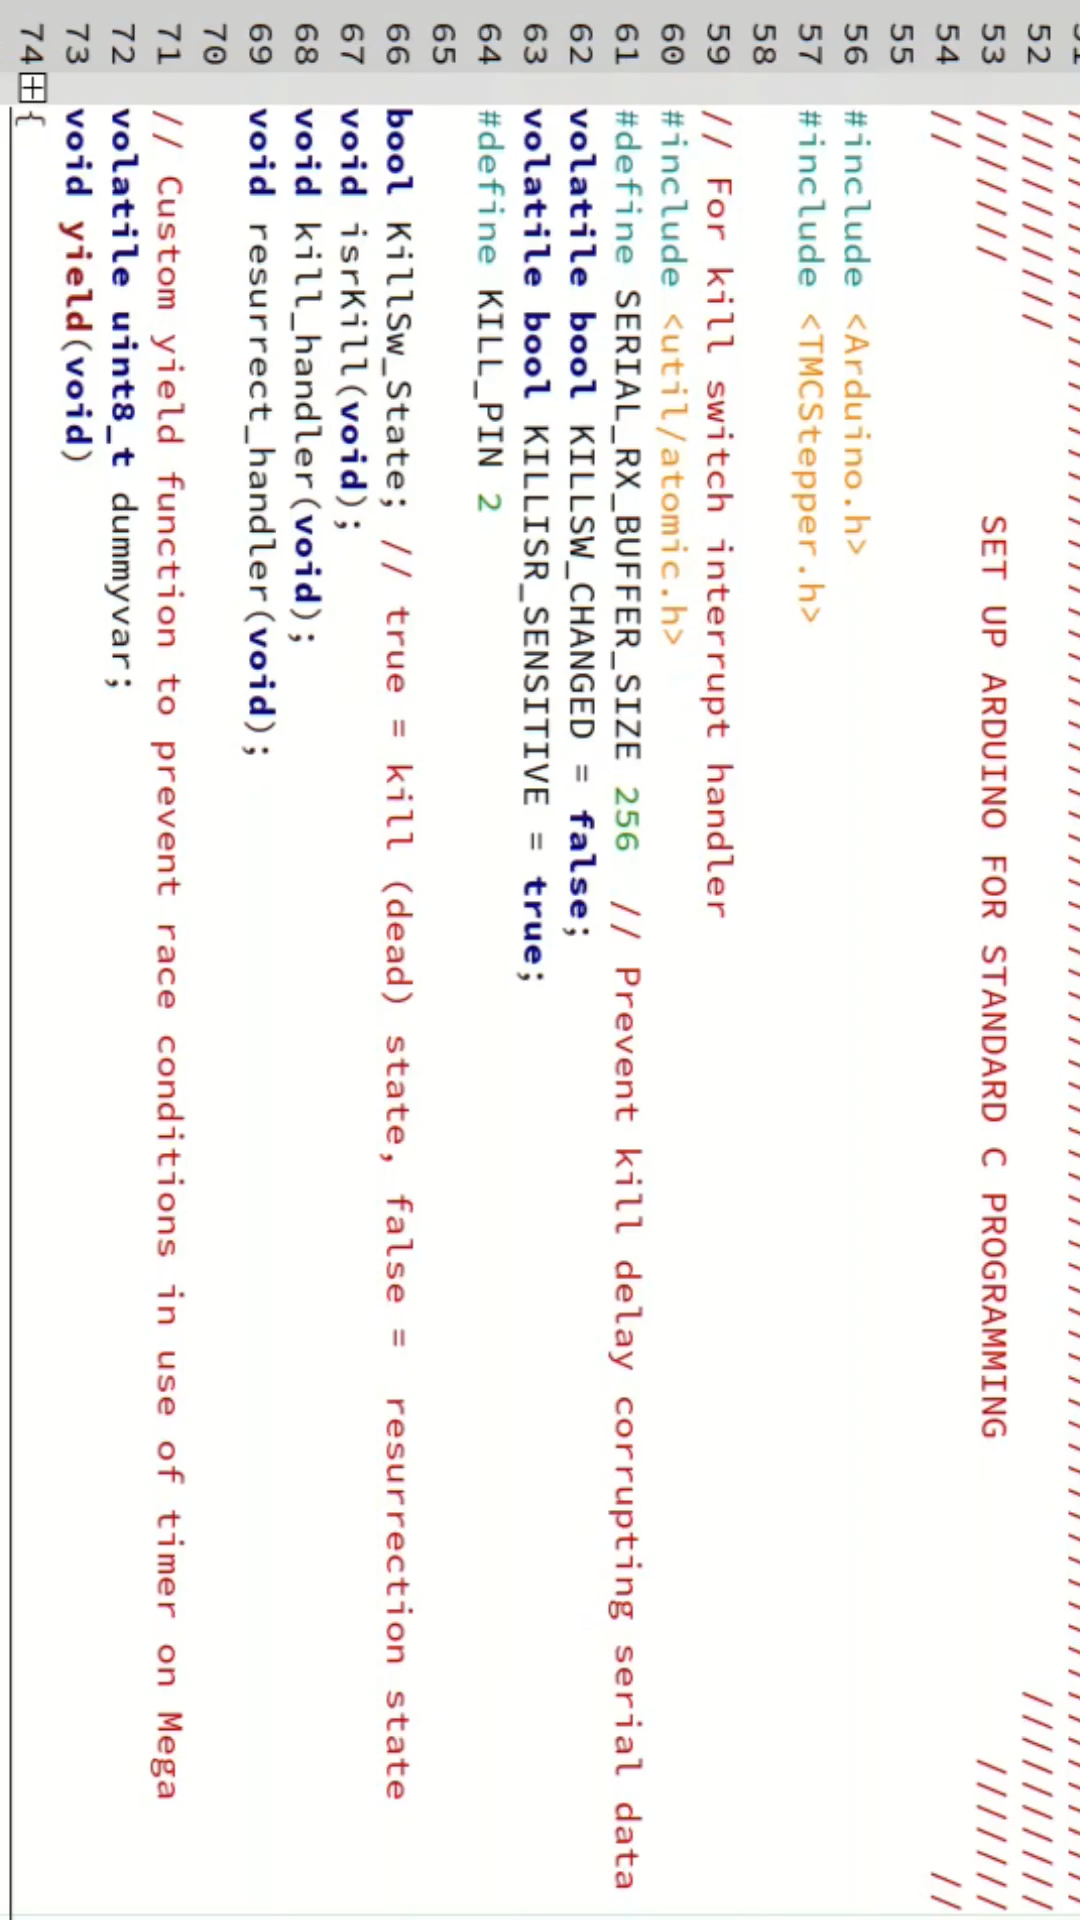 51 ////////////////////////////////////////////////////////////////////////////////
52 //////////                                                            //////////
53 ///////           SET UP ARDUINO FOR STANDARD C PROGRAMMING              ///////
54 //                                                                            //
55
56 #include <Arduino.h>
57 #include <TMCStepper.h>
58
59 // For kill switch interrupt handler
60 #include <util/atomic.h>
61 #define SERIAL_RX_BUFFER_SIZE 256  // Prevent kill delay corrupting serial data
62 volatile bool KILLSW_CHANGED = false;
63 volatile bool KILLISR_SENSITIVE = true;
64 #define KILL_PIN 2
65
66 bool KillSw_State; // true = kill (dead) state, false =  resurrection state
67 void isrKill(void);
68 void kill_handler(void);
69 void resurrect_handler(void);
70
71 // Custom yield function to prevent race conditions in use of timer on Mega
72 volatile uint8_t dummyvar;
73 void yield(void)
74 {